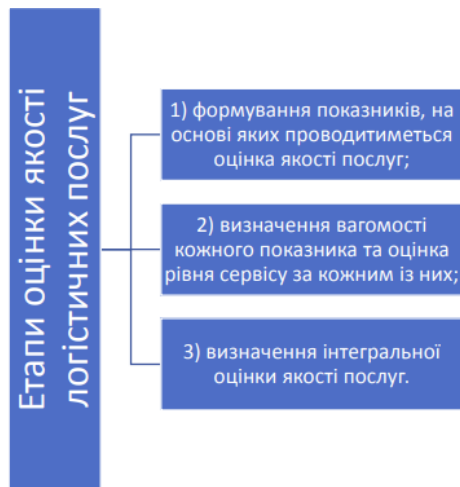 Етапи оцінки якості
логістичних послуг
1) формування показників, на
основі яких проводитиметься
оцінка якості послуг;
2) визначення вагомості
кожного показника та оцінка
рівня сервісу за кожним із них;
3) визначення інтегральної
оцінки якості послуг.